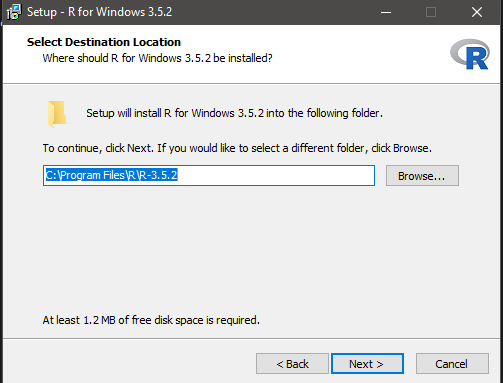 Setup - R for Windows 3.5.2
Select Destination Location
Where should R for Windows 3.5.2 be installed?
R
Setup will install R for Windows 3.5.2 into the following folder.
To continue, click Next. If you would like to select a different folder, click Browse.
C:\Program Files\R\R-3.5.2
Browse...
At least 1.2 MB of free disk space is required.
< Back
Next >
Cancel